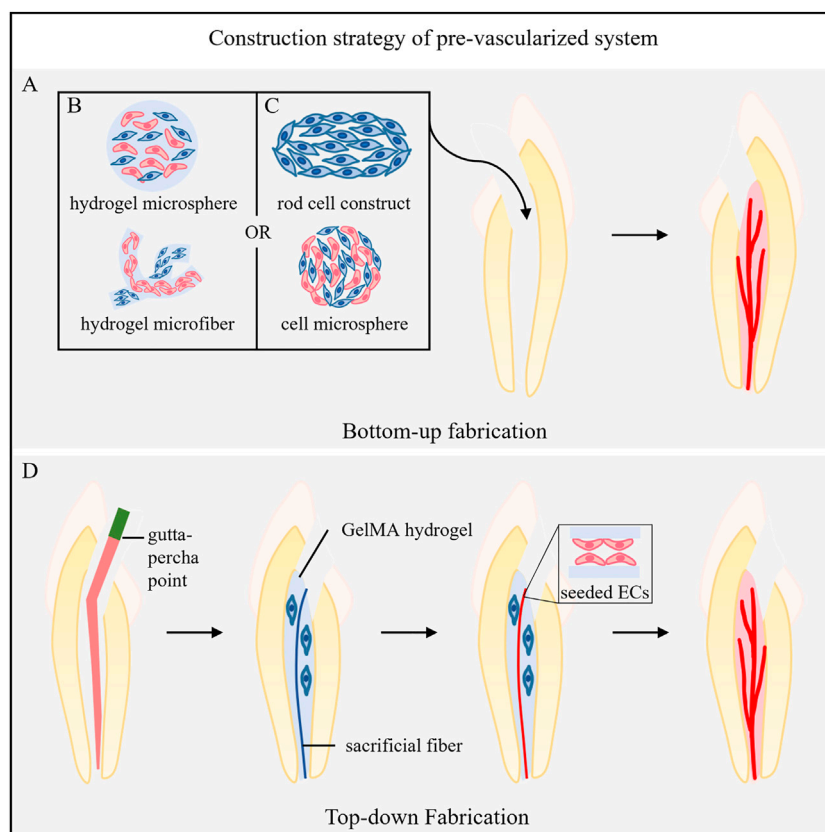 Construction strategy of pre-vascularized system
A
B
C
hydrogel microsphere
rod cell construct
OR
hydrogel microfiber
cell microsphere
Bottom-up fabrication
D
gutta-
percha
point
GelMA hydrogel
seeded ECs
sacrificial fiber
Top-down Fabrication